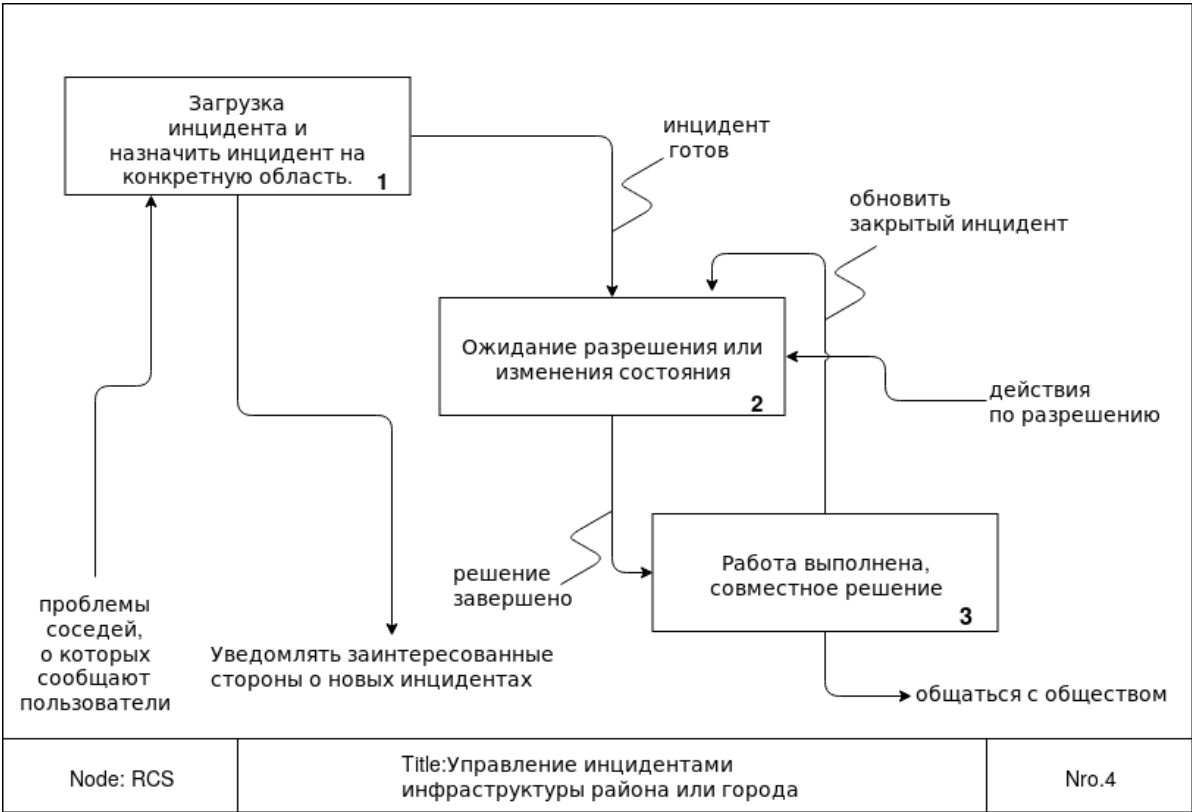 Загрузка
инцидента и
назначить инцидент на
конкретную область.
1
инцидент
готов
обновить
закрытый инцидент
Ожидание разрешения или
изменения состояния
2
действия
по разрешению
решение
завершено
Работа выполнена,
совместное решение
3
проблемы
соседей,
о которых
сообщают
пользователи
Уведомлять заинтересованные
стороны о новых инцидентах
общаться с обществом
Node: RCS
Title:Управление инцидентами
инфраструктуры района или города
Nro.4